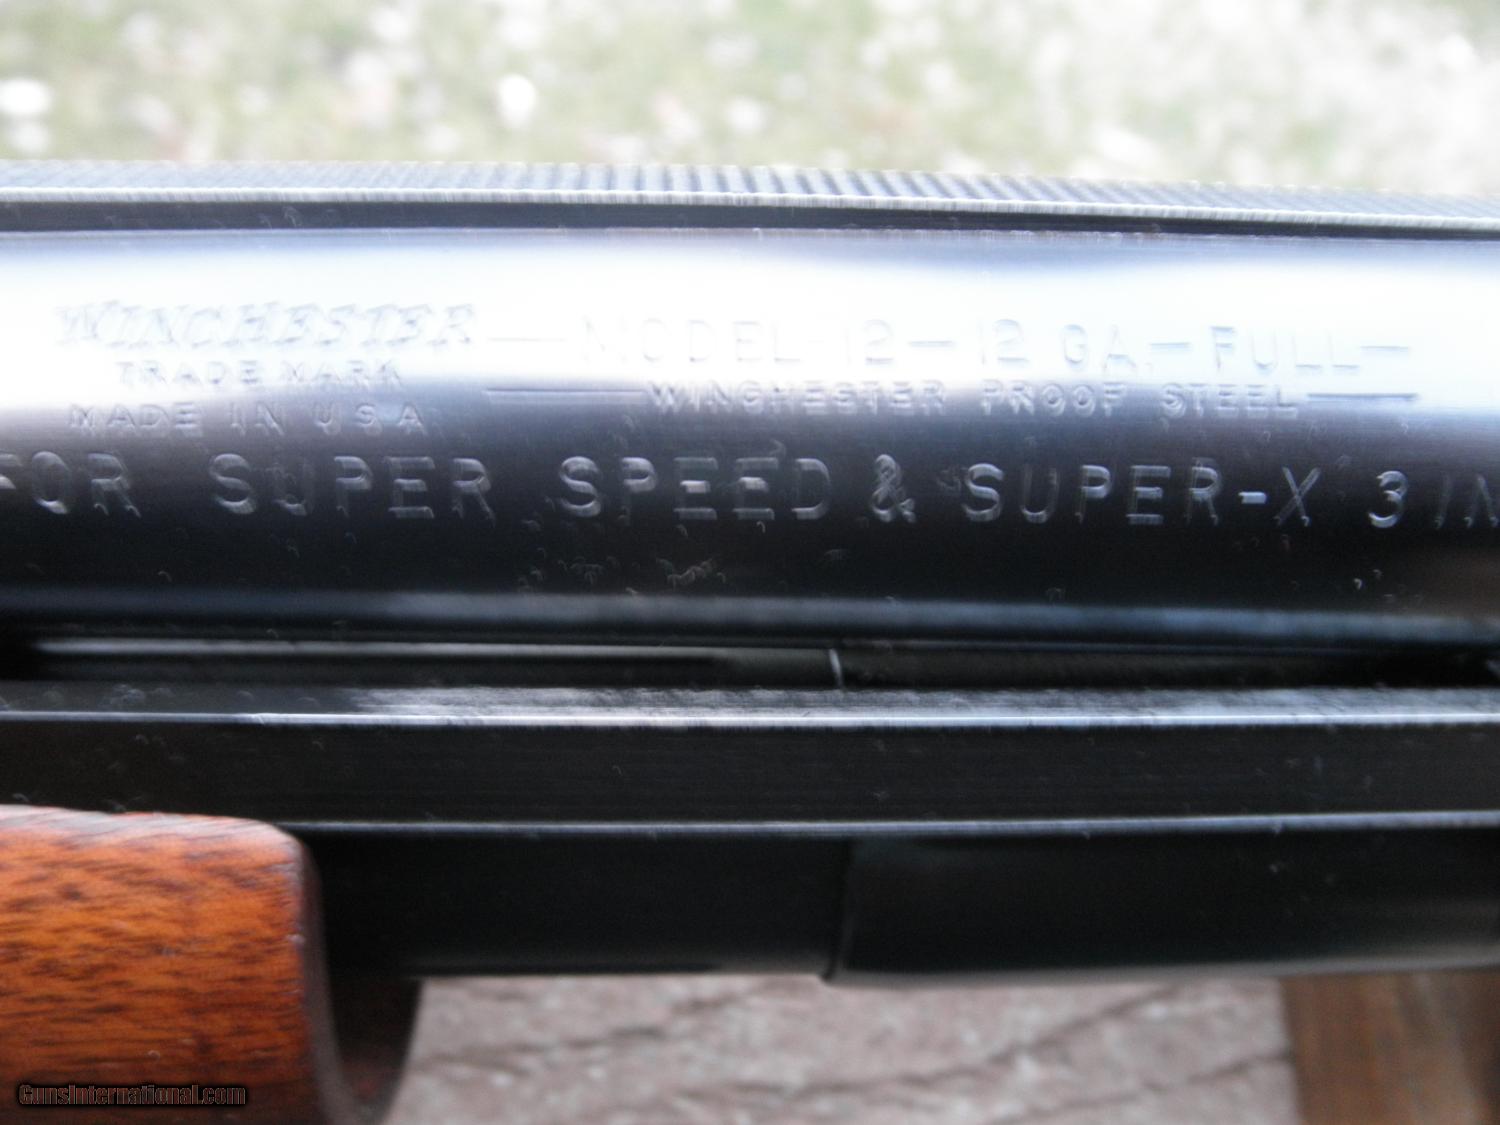 WINCHESTER
TRADE MARK
MADE IN U.S.A
—MODEL-12—12 GA.—FULL—
—WINCHESTER PROOF STEEL—
FOR SUPER SPEED & SUPER-X 3 IN
GunsInternational.com